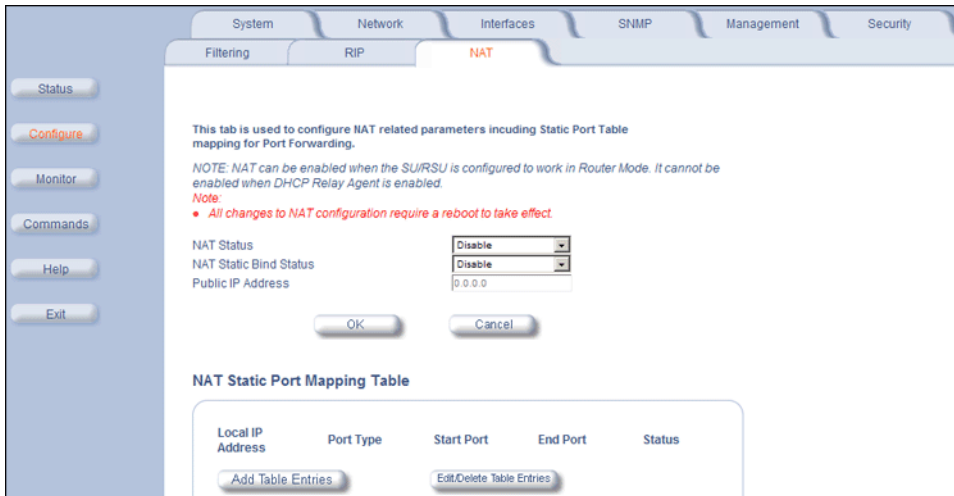 System Network Interfaces SNMP Management Security
Filtering RIP NAT
Status
Configure
Monitor
Commands
Help
Exit
This tab is used to configure NAT related parameters incuding Static Port Table
mapping for Port Forwarding.
NOTE: NAT can be enabled when the SU/RSU is configured to work in Router Mode. It cannot be
enabled when DHCP Relay Agent is enabled.
Note:
• All changes to NAT configuration require a reboot to take effect.
NAT Status Disable
NAT Static Bind Status Disable
Public IP Address 0.0.0.0
OK Cancel
NAT Static Port Mapping Table
Local IP
Address Port Type Start Port End Port Status
Add Table Entries Edit/Delete Table Entries